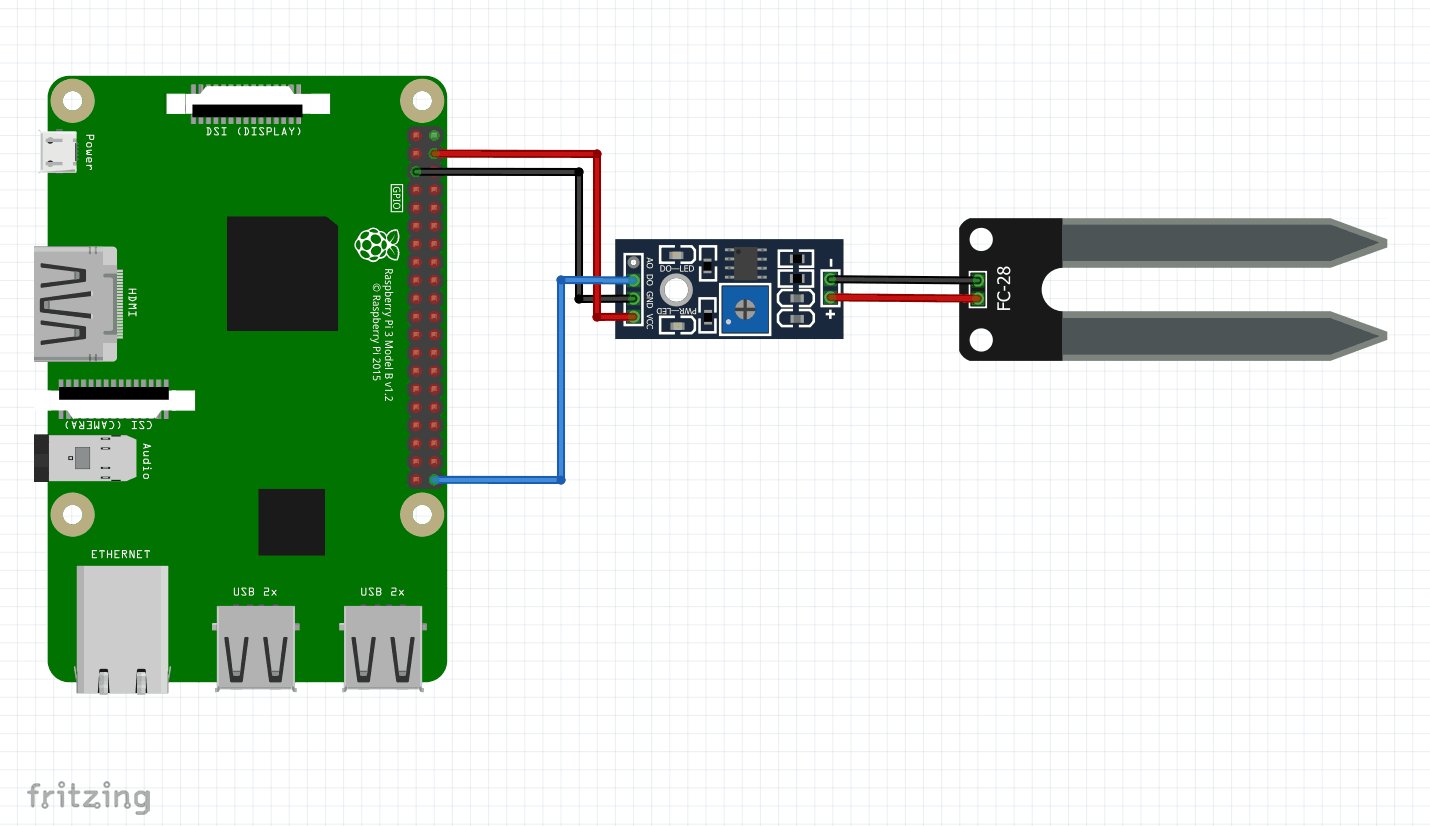 DSI (DISPLAY)
Power
GPIO
HDMI
Raspberry Pi 3 Model B v1.2
© Raspberry Pi 2015
CSI (CAMERA)
Audio
ETHERNET
USB 2x
USB 2x
AO
DO
GND
VCC
DO-LED
PWR-LED
-
+
FC-28
fritzing